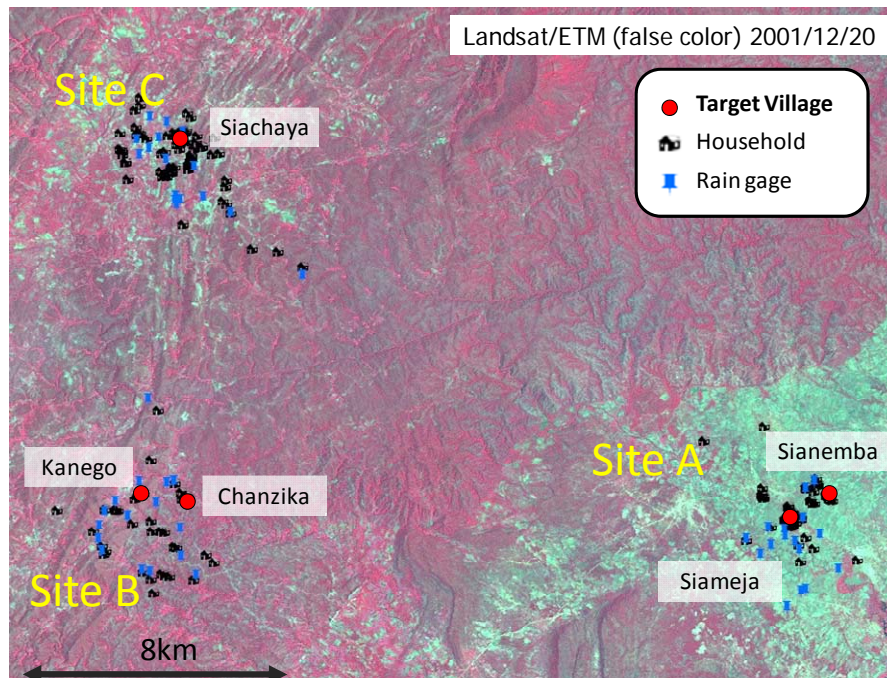 Landsat/ETM (false color) 2001/12/20
Site C
Siachaya
Target Village
Household
Rain gage
Kanego
Chanzika
Site B
8km
Site A
Sianemba
Siameja